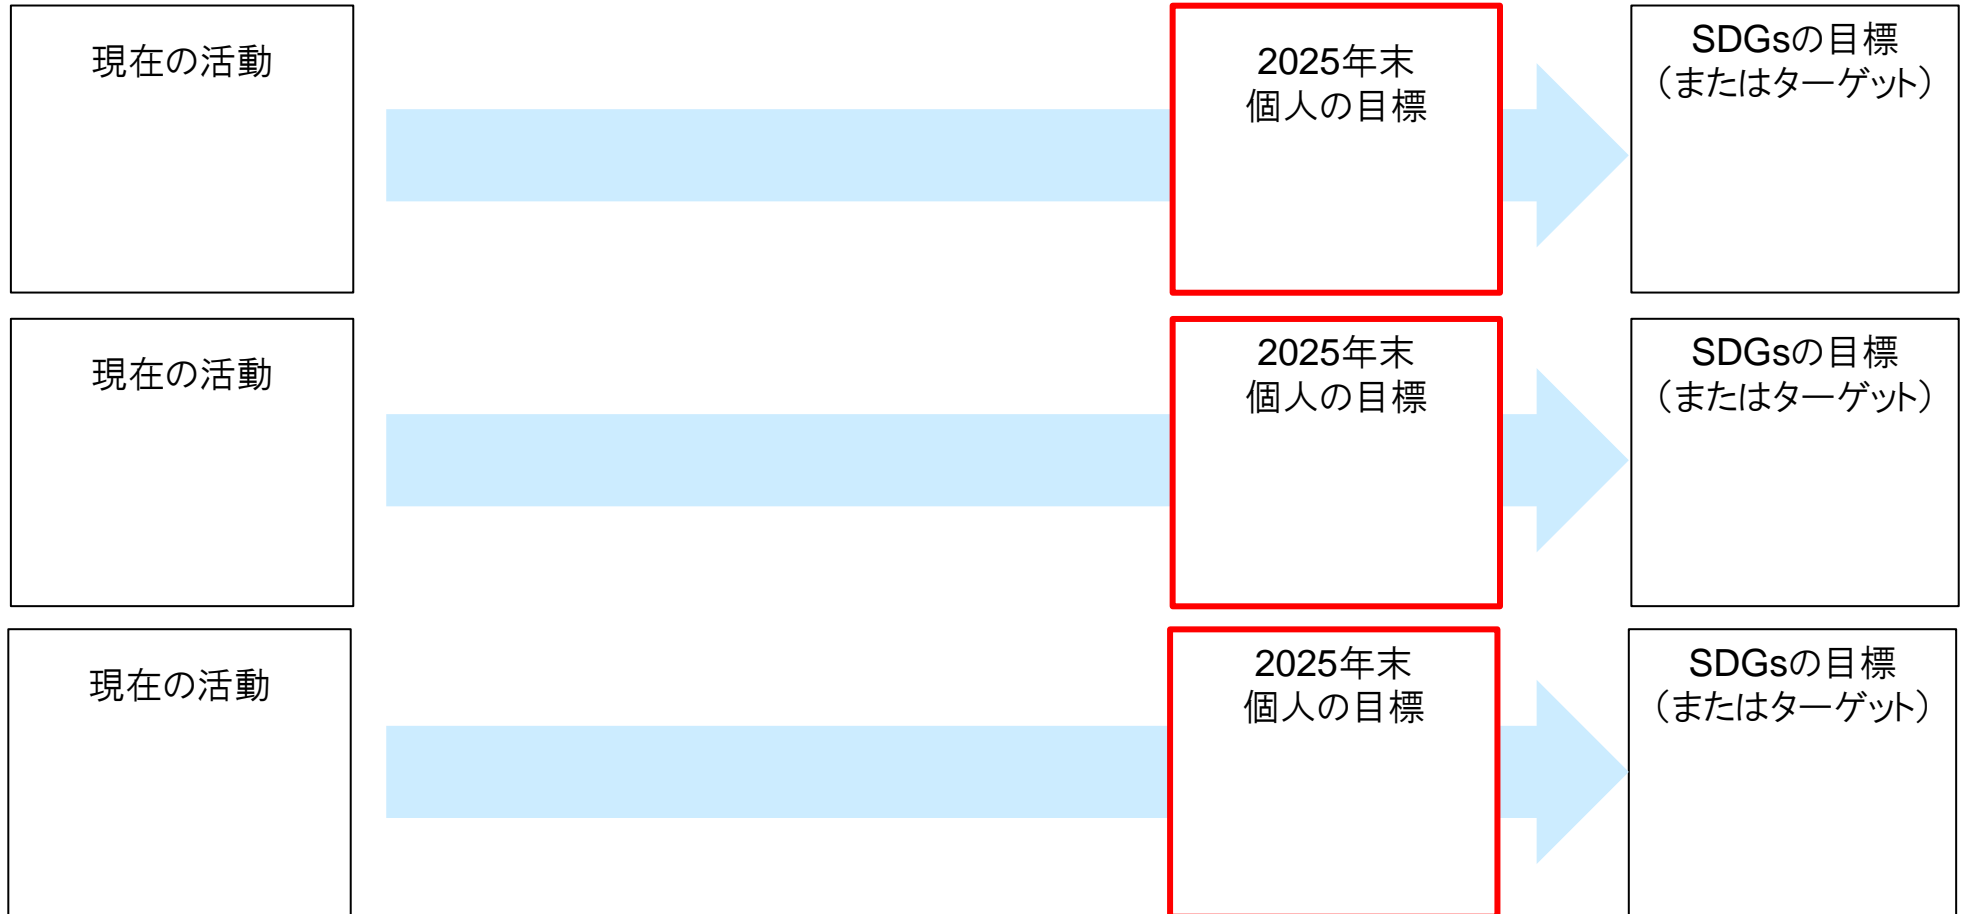 現在の活動
2025年末
個人の目標
SDGsの目標
（またはターゲット）
現在の活動
2025年末
個人の目標
SDGsの目標
（またはターゲット）
現在の活動
2025年末
個人の目標
SDGsの目標
（またはターゲット）